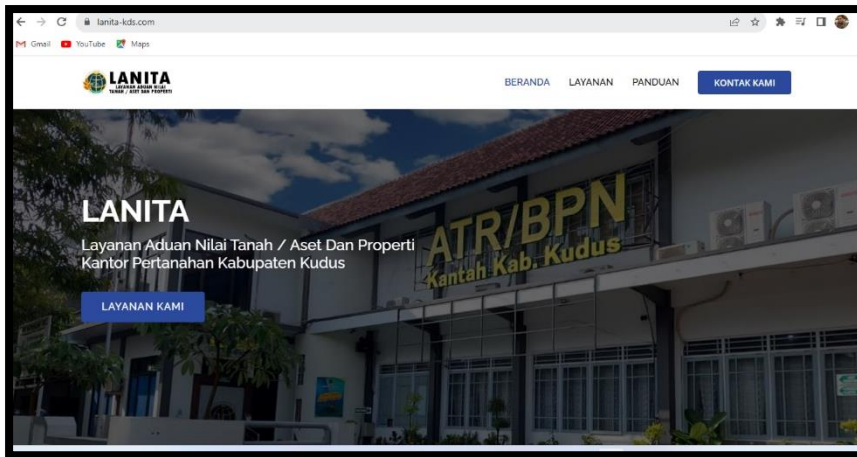 lanita-kds.com
Gmail YouTube Maps
LANITA
LAYANAN ADUAN NILAI
TANAH / ASET DAN PROPERTI
BERANDA LAYANAN PANDUAN KONTAK KAMI
LANITA
Layanan Aduan Nilai Tanah / Aset Dan Properti
Kantor Pertanahan Kabupaten Kudus
LAYANAN KAMI
ATR/BPN
Kantah Kab. Kudus